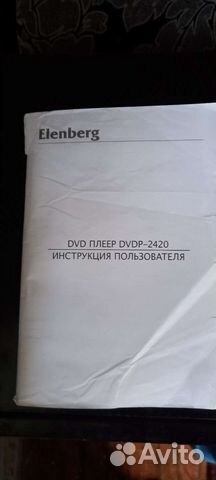 Elenberg
DVD ПЛЕЕР DVDP-2420
ИНСТРУКЦИЯ ПОЛЬЗОВАТЕЛЯ
Avito